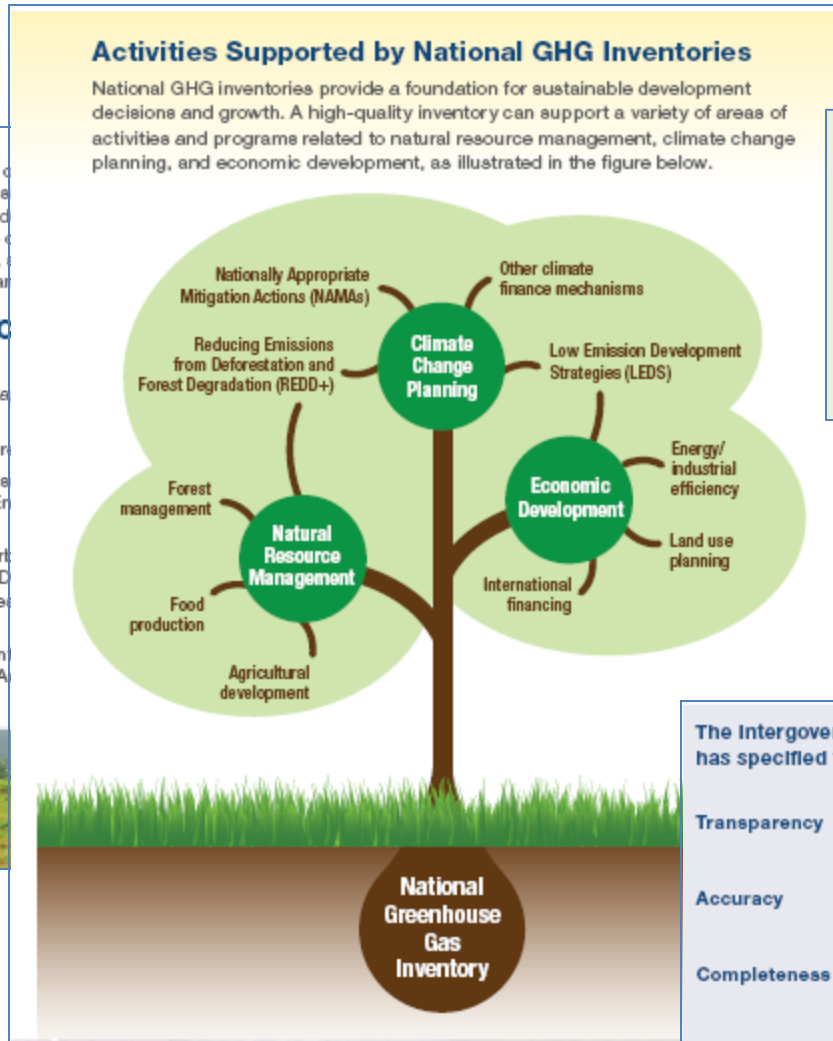 Activities Supported by National GHG Inventories
National GHG inventories provide a foundation for sustainable development
decisions and growth. A high-quality inventory can support a variety of areas of
activities and programs related to natural resource management, climate change
planning, and economic development, as illustrated in the figure below.
Nationally Appropriate
Mitigation Actions (NAMAs)
Other climate
finance mechanisms
Reducing Emissions
from Deforestation and
Forest Degradation (REDD+)
Climate
Change
Planning
Low Emission Development
Strategies (LEDS)
Forest
management
Natural
Resource
Management
Food
production
Agricultural
development
Economic
Development
Energy/
industrial
efficiency
Land use
planning
International
financing
National
Greenhouse
Gas
Inventory
has specified
Transparency
Accuracy
Completeness